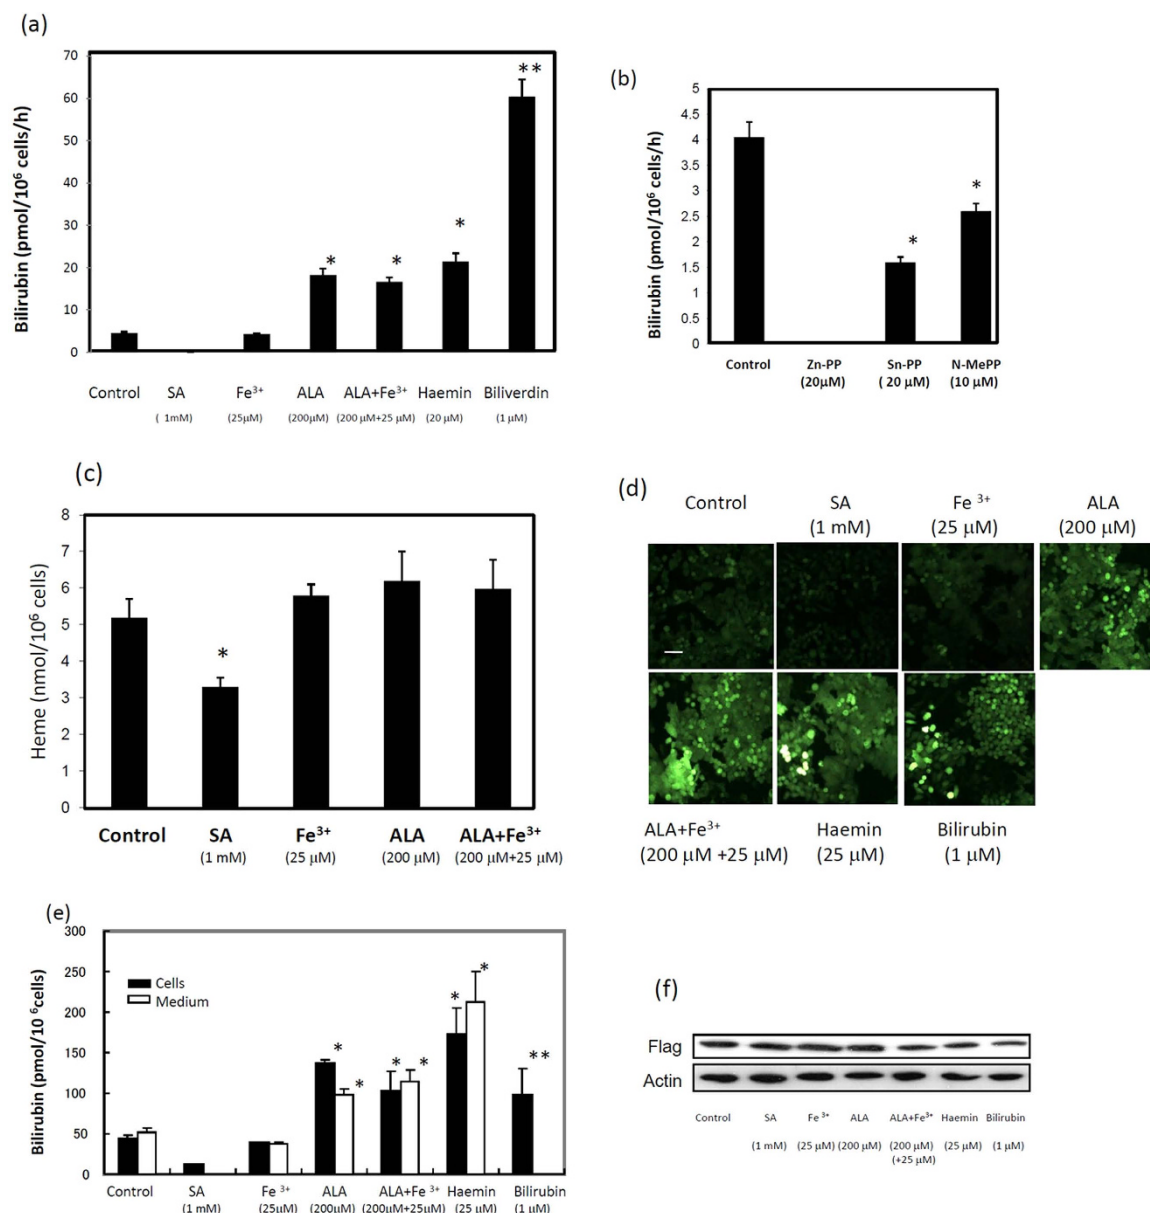 (a)
Bilirubin (pmol/10⁶ cells/h)
70
60
50
40
30
20
10
0
**
*
*
*
Control SA Fe³⁺ ALA ALA+Fe³⁺ Haemin Biliverdin
( 1mM) (25μM) (200μM) (200 μM+25 μM) (20 μM) (1 μM)
(b)
Bilirubin (pmol/10⁶ cells/h)
5
4.5
4
3.5
3
2.5
2
1.5
1
0.5
0
*
*
Control Zn-PP Sn-PP N-MePP
(20μM) ( 20 μM) (10 μM)
(c)
Heme (nmol/10⁶ cells)
8
7
6
5
4
3
2
1
0
*
Control SA Fe³⁺ ALA ALA+Fe³⁺
(1 mM) (25 μM) (200 μM) (200 μM+25 μM)
(d)
Control SA Fe ³⁺ ALA
(1 mM) (25 μM) (200 μM)
ALA+Fe³⁺ Haemin Bilirubin
(200 μM +25 μM) (25 μM) (1 μM)
(e)
Bilirubin (pmol/10 ⁶cells)
300
250
200
150
100
50
0
Cells
Medium
* *
* *
* *
**
Control SA Fe ³⁺ ALA ALA+Fe ³⁺ Haemin Bilirubin
(1 mM) (25μM) (200μM) (200μM+25μM) (25 μM) (1 μM)
(f)
Flag
Actin
Control SA Fe ³⁺ ALA ALA+Fe³⁺ Haemin Bilirubin
(1 mM) (25 μM) (200 μM) (200 μM) (25 μM) (1 μM)
(+25 μM)